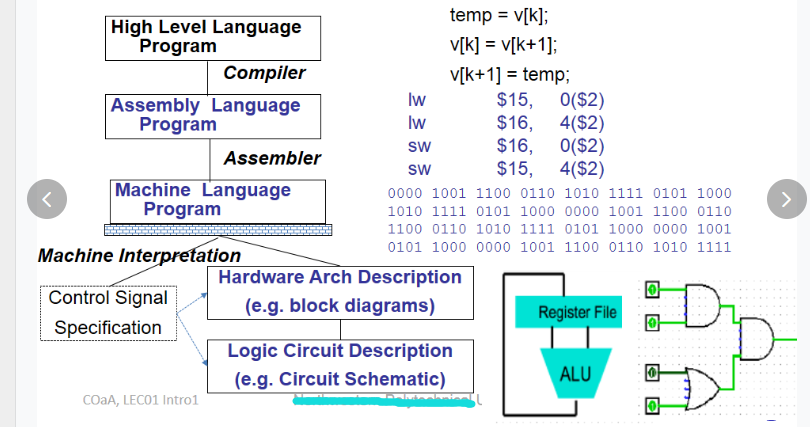 High Level Language
Program
Compiler
Assembly Language
Program
Assembler
Machine Language
Program
Machine Interpretation
Control Signal
Specification
Hardware Arch Description
(e.g. block diagrams)
Logic Circuit Description
(e.g. Circuit Schematic)
COaA, LEC01 Intro1
temp = v[k];
v[k] = v[k+1];
v[k+1] = temp;
lw $15, 0($2)
lw $16, 4($2)
sw $16, 0($2)
sw $15, 4($2)
0000 1001 1100 0110 1010 1111 0101 1000
1010 1111 0101 1000 0000 1001 1100 0110
1100 0110 1010 1111 0101 1000 0000 1001
0101 1000 0000 1001 1100 0110 1010 1111
Register File
ALU